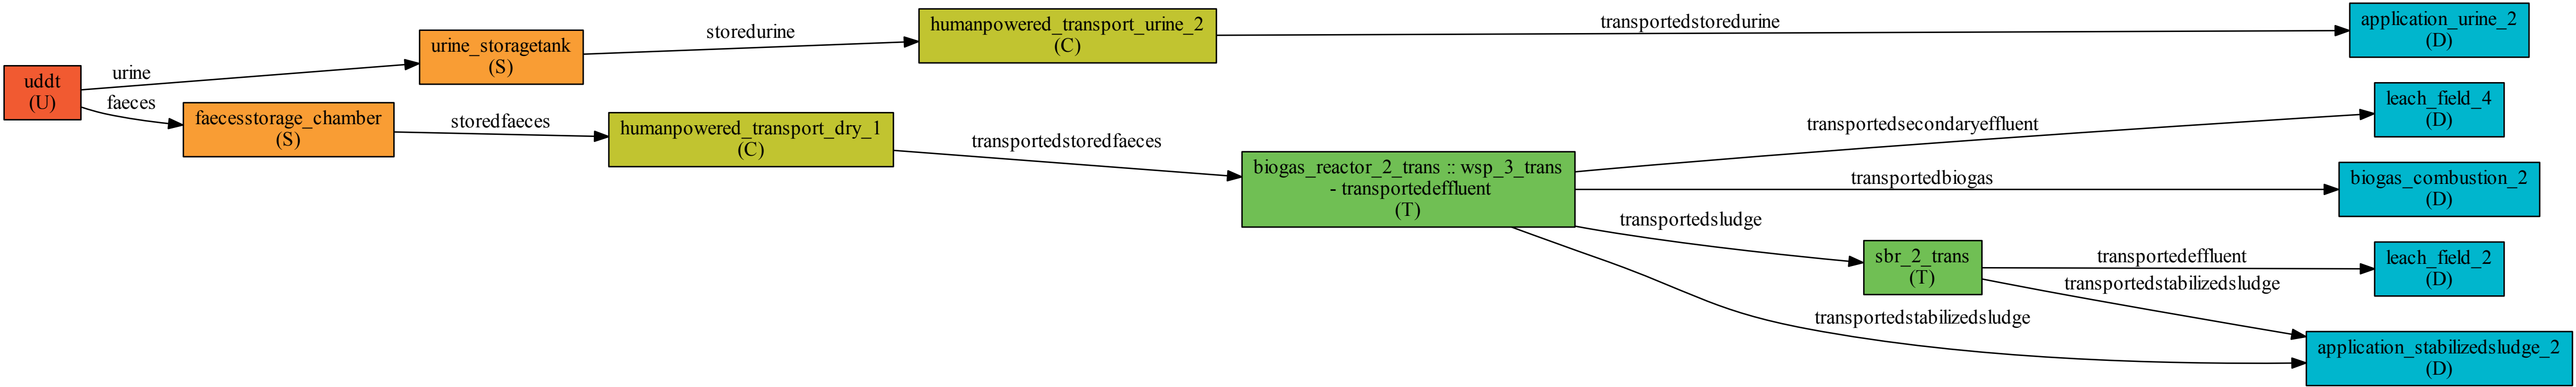 uddt
(U)
urine
faeces
urine_storagetank
(S)
faecesstorage_chamber
(S)
storedurine
storedfaeces
humanpowered_transport_urine_2
(C)
humanpowered_transport_dry_1
(C)
transportedstoredurine
transportedstoredfaeces
biogas_reactor_2_trans :: wsp_3_trans
- transportedeffluent
(T)
transportedsecondaryeffluent
transportedbiogas
transportedsludge
transportedstabilizedsludge
sbr_2_trans
(T)
transportedeffluent
transportedstabilizedsludge
application_urine_2
(D)
leach_field_4
(D)
biogas_combustion_2
(D)
leach_field_2
(D)
application_stabilizedsludge_2
(D)